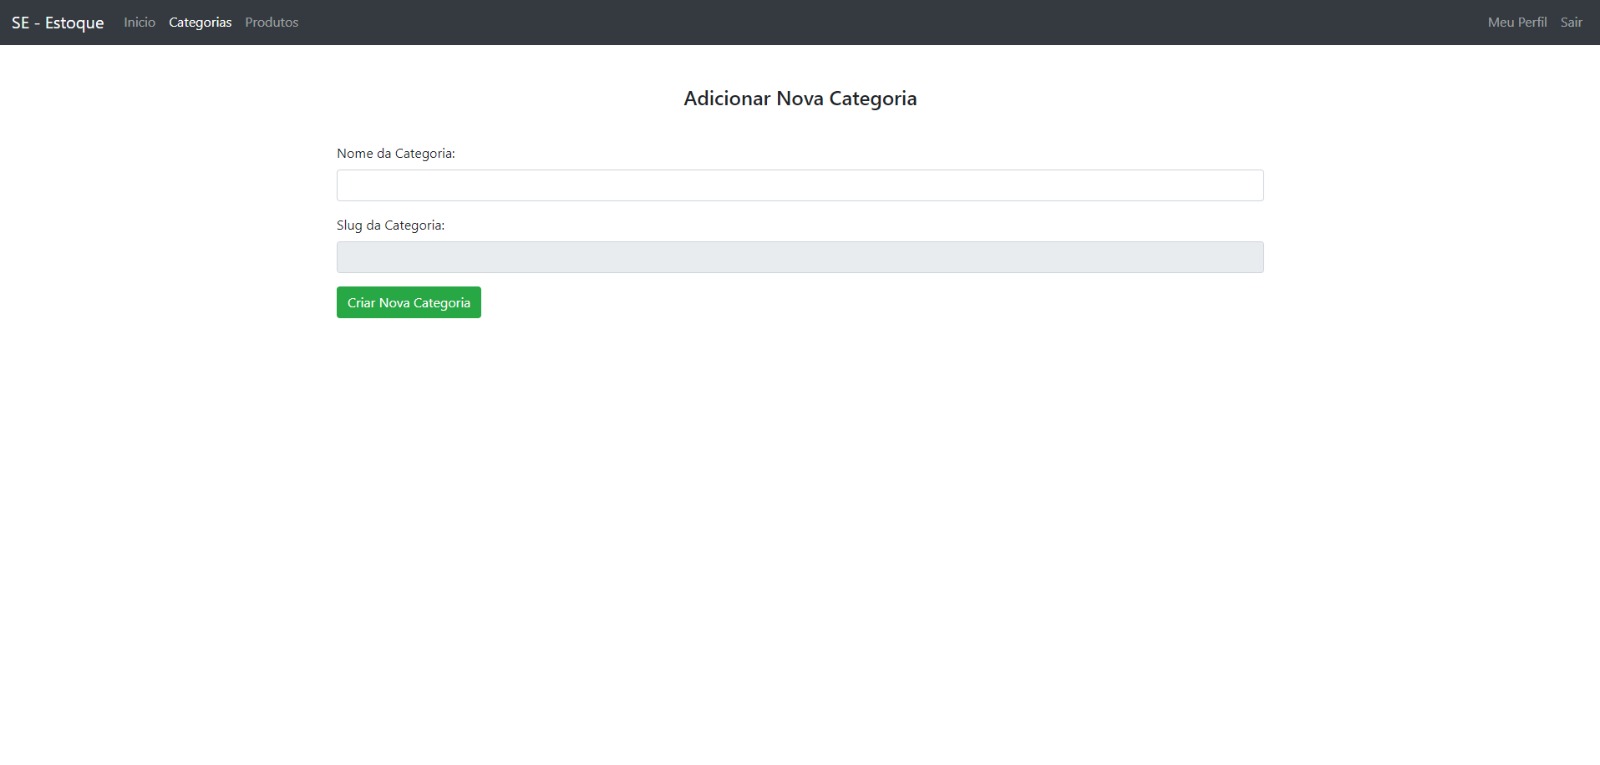 SE - Estoque Inicio Categorias Produtos Meu Perfil Sair
Adicionar Nova Categoria
Nome da Categoria:
Slug da Categoria:
Criar Nova Categoria